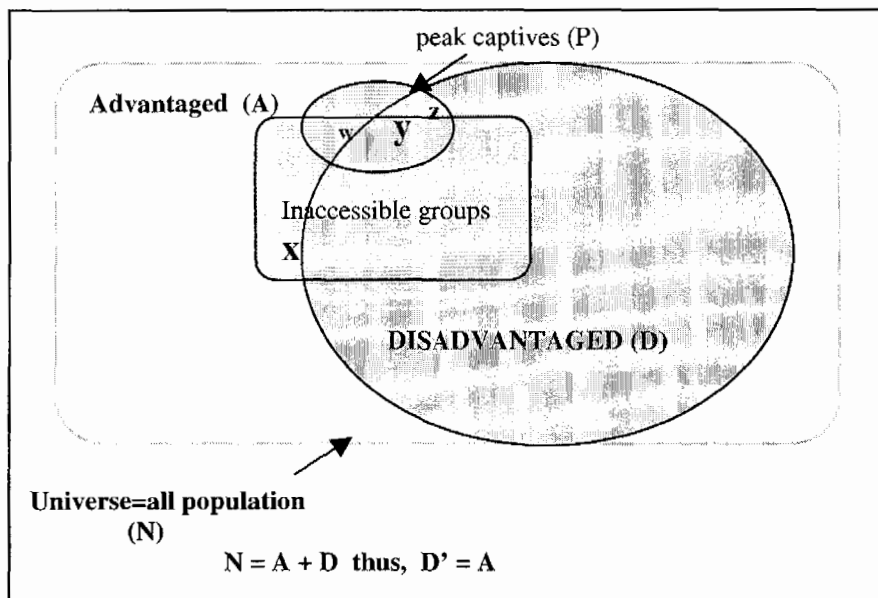 peak captives (P)
Advantaged (A)
z
w
y
Inaccessible groups
x
DISADVANTAGED (D)
Universe=all population
(N)
N = A + D thus, D’ = A